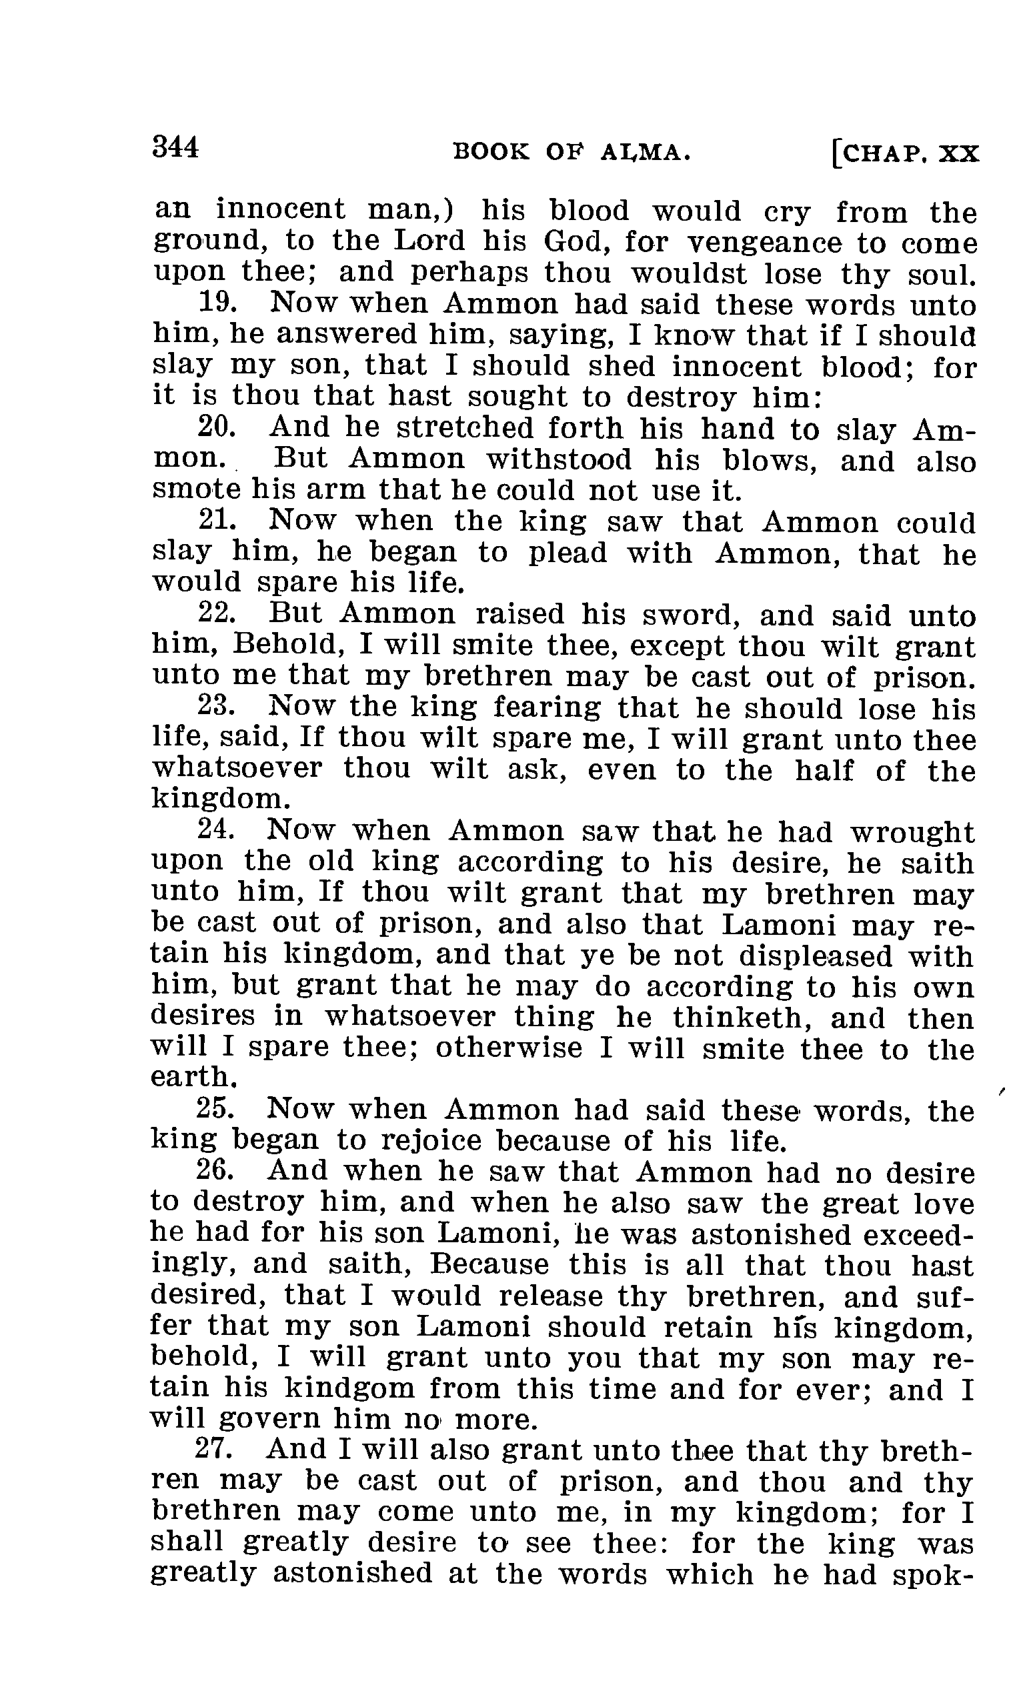 344 BOOK OF ALMA. [CHAP. XX
an innocent man,) his blood would cry from the
ground, to the Lord his God, for vengeance to come
upon thee; and perhaps thou wouldst lose thy soul.
19. Now when Ammon had said these words unto
him, he answered him, saying, I know that if I should
slay my son, that I should shed innocent blood; for
it is thou that hast sought to destroy him:
20. And he stretched forth his hand to slay Am-
mon. But Ammon withstood his blows, and also
smote his arm that he could not use it.
21. Now when the king saw that Ammon could
slay him, he began to plead with Ammon, that he
would spare his life.
22. But Ammon raised his sword, and said unto
him, Behold, I will smite thee, except thou wilt grant
unto me that my brethren may be cast out of prison.
23. Now the king fearing that he should lose his
life, said, If thou wilt spare me, I will grant unto thee
whatsoever thou wilt ask, even to the half of the
kingdom.
24. Now when Ammon saw that he had wrought
upon the old king according to his desire, he saith
unto him, If thou wilt grant that my brethren may
be cast out of prison, and also that Lamoni may re-
tain his kingdom, and that ye be not displeased with
him, but grant that he may do according to his own
desires in whatsoever thing he thinketh, and then
will I spare thee; otherwise I will smite thee to the
earth.
25. Now when Ammon had said these words, the
king began to rejoice because of his life.
26. And when he saw that Ammon had no desire
to destroy him, and when he also saw the great love
he had for his son Lamoni, he was astonished exceed-
ingly, and saith, Because this is all that thou hast
desired, that I would release thy brethren, and suf-
fer that my son Lamoni should retain his kingdom,
behold, I will grant unto you that my son may re-
tain his kindgom from this time and for ever; and I
will govern him no more.
27. And I will also grant unto thee that thy breth-
ren may be cast out of prison, and thou and thy
brethren may come unto me, in my kingdom; for I
shall greatly desire to see thee: for the king was
greatly astonished at the words which he had spok-